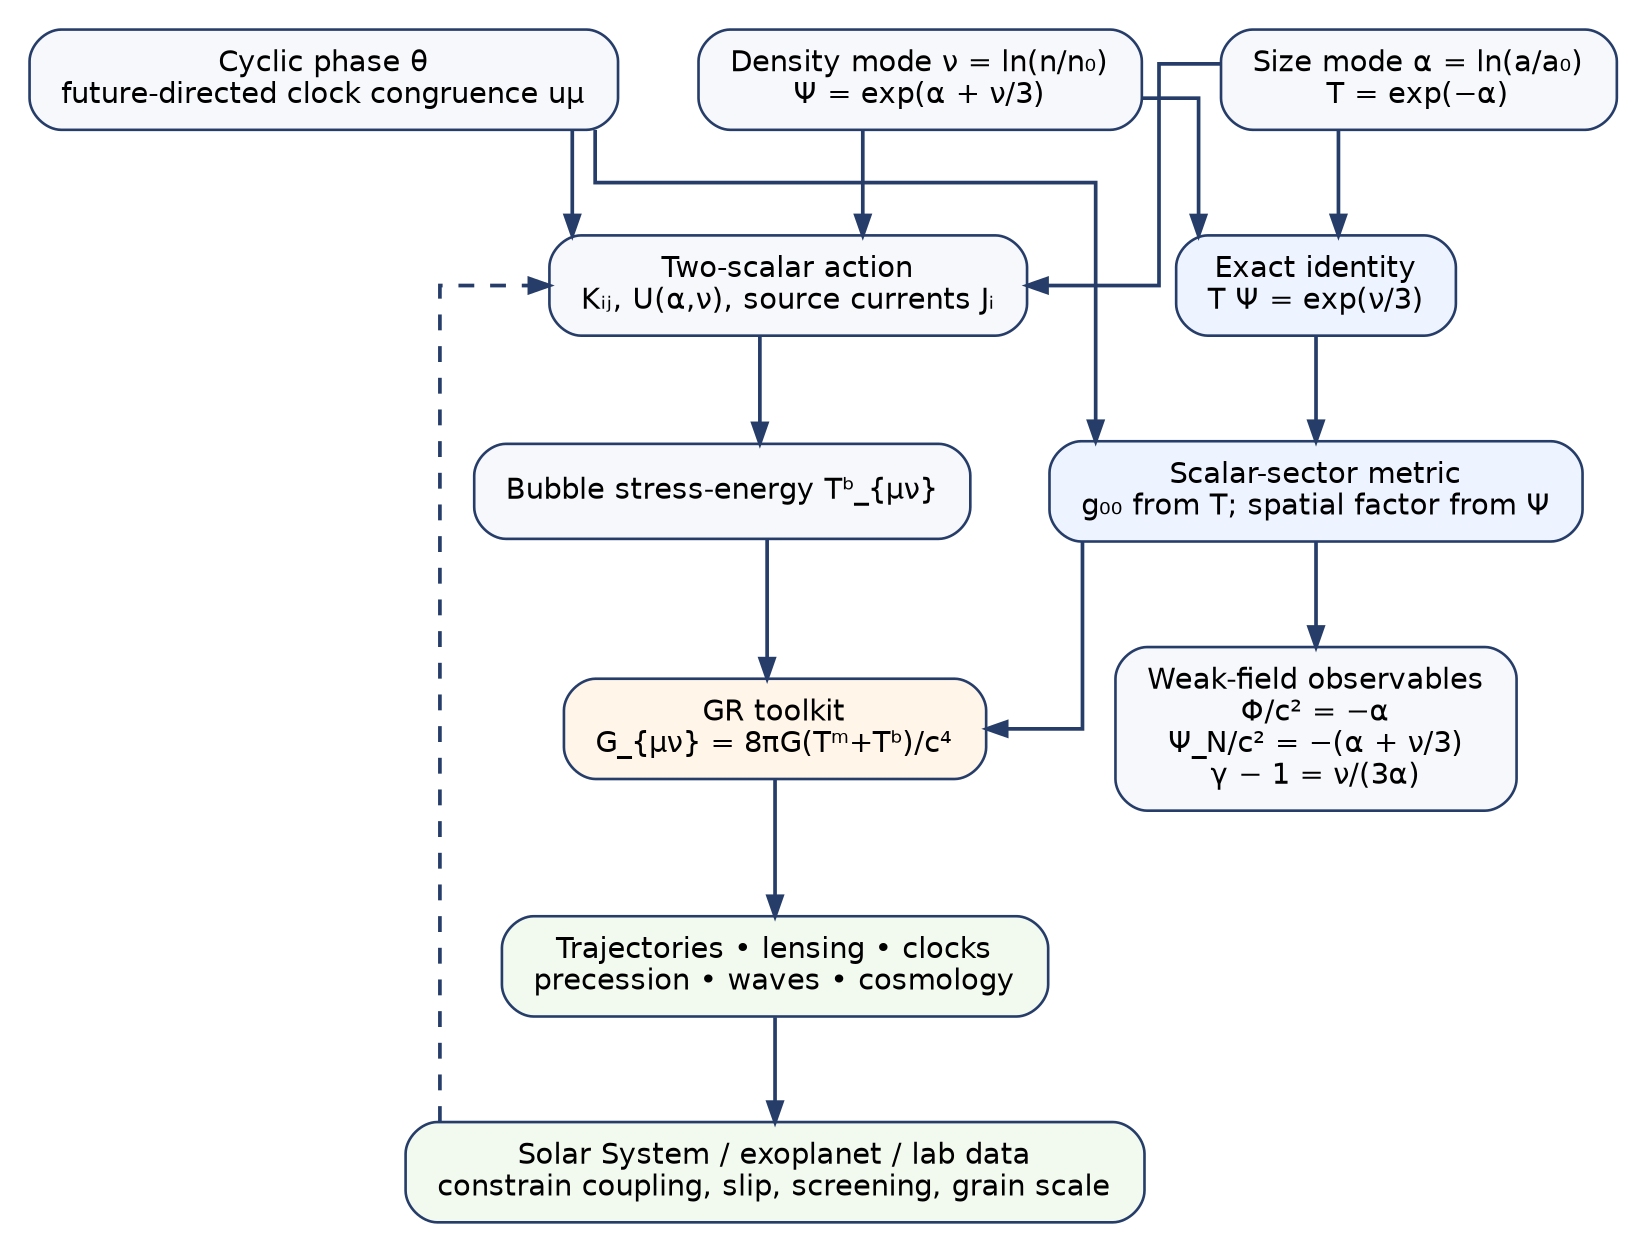 Cyclic phase θ
future-directed clock congruence uμ
Density mode ν = ln(n/n₀)
Ψ = exp(α + ν/3)
Size mode α = ln(a/a₀)
T = exp(−α)
Two-scalar action
Kᵢⱼ, U(α,ν), source currents Jᵢ
Exact identity
T Ψ = exp(ν/3)
Bubble stress-energy Tᵇ_{μν}
Scalar-sector metric
g₀₀ from T; spatial factor from Ψ
GR toolkit
G_{μν} = 8πG(Tᵐ+Tᵇ)/c⁴
Weak-field observables
Φ/c² = −α
Ψ_N/c² = −(α + ν/3)
γ − 1 = ν/(3α)
Trajectories • lensing • clocks
precession • waves • cosmology
Solar System / exoplanet / lab data
constrain coupling, slip, screening, grain scale